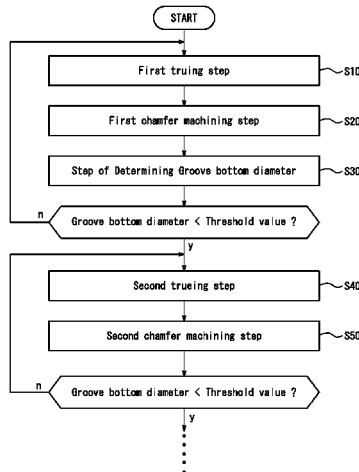 START
First truing step
S10
First chamfer machining step
S20
Step of Determining Groove bottom diameter
S30
Groove bottom diameter < Threshold value ?
n
y
Second trueing step
S40
Second chamfer machining step
S50
Groove bottom diameter < Threshold value ?
n
y